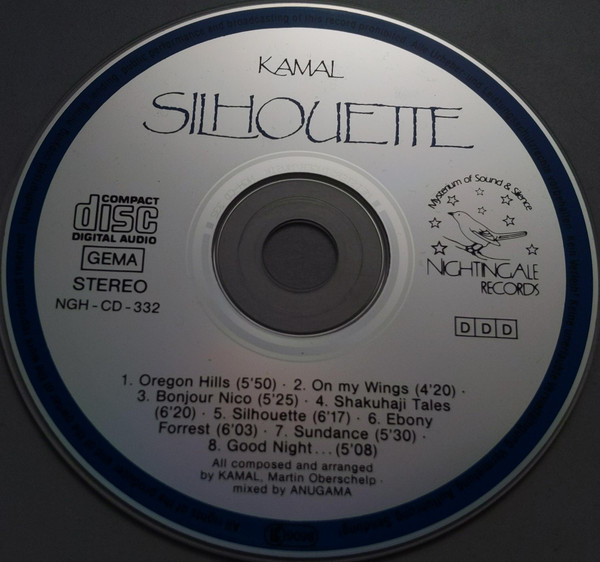 KAMAL
SILHOUETTE
COMPACT
disc
DIGITAL AUDIO
GEMA
STEREO
NGH-CD-332
Mysterium of Sound & Silence
NIGHTINGALE
RECORDS
DDD
1. Oregon Hills (5'50) · 2. On my Wings (4'20) ·
3. Bonjour Nico (5'25) · 4. Shakuhaji Tales
(6'20) · 5. Silhouette (6'17) · 6. Ebony
Forrest (6'03) · 7. Sundance (5'30) ·
8. Good Night... (5'08)
All composed and arranged
by KAMAL, Martin Oberschelp ·
mixed by ANUGAMA